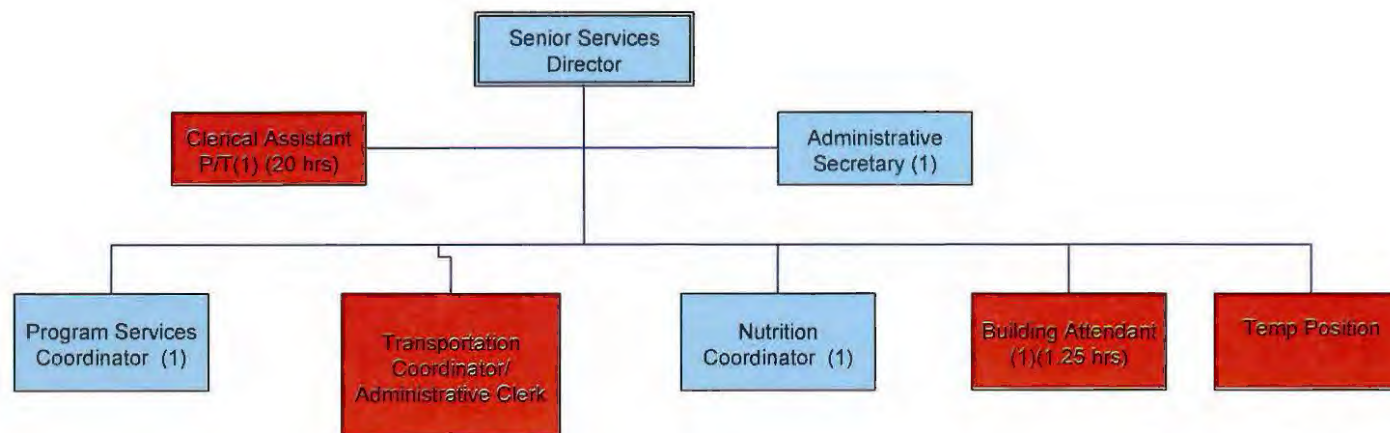 Senior Services
Director
Clerical Assistant
P/T(1) (20 hrs)
Administrative
Secretary (1)
Program Services
Coordinator (1)
Transportation
Coordinator/
Administrative Clerk
Nutrition
Coordinator (1)
Building Attendant
(1)(1.25 hrs)
Temp Position